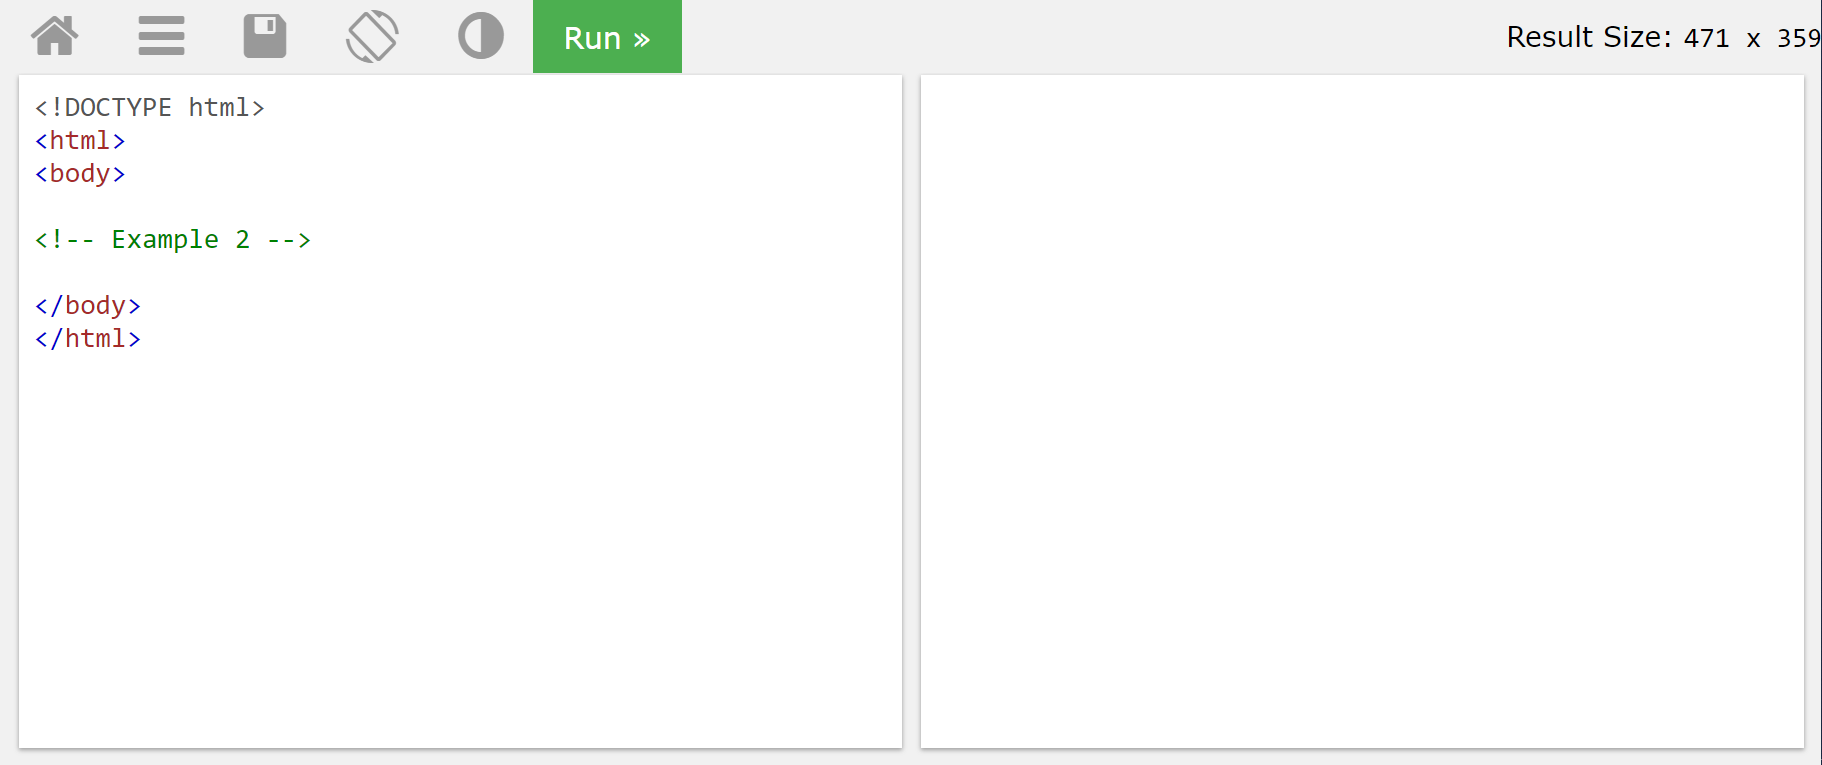 Run »
Result Size: 471 x 359
<!DOCTYPE html>
<html>
<body>
<!-- Example 2 -->
</body>
</html>